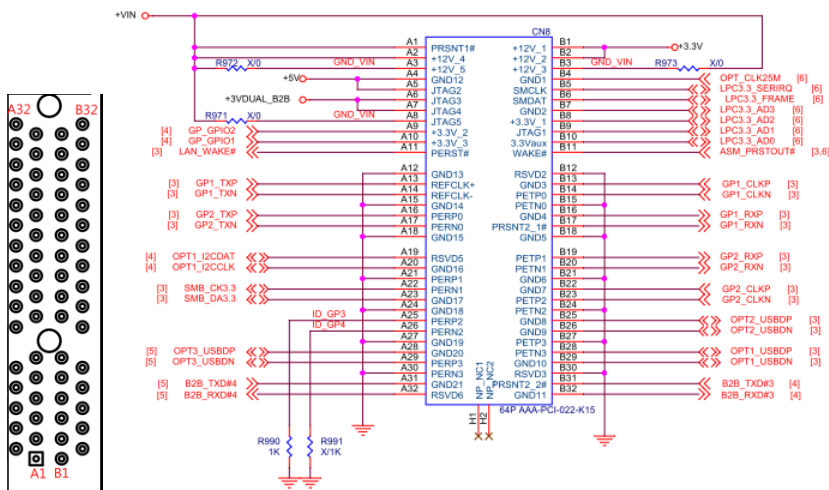 +VIN
CN8
A1 PRSNT1# +12V_1 B1 +3.3V
A2 +12V_4 +12V_2 B2
R972 X/0 GND_VIN A3 +12V_5 +12V_3 B3 GND_VIN R973 X/0
A4 GND12 GND1 B4 OPT_CLK25M [6]
+5V A5 JTAG2 SMCLK B5 LPC3.3_SERIRQ [6]
A6 JTAG3 SMDAT B6 LPC3.3_FRAME [6]
+3VDUAL_B2B A7 JTAG4 GND2 B7 LPC3.3_AD3 [6]
R971 X/0 GND_VIN A8 JTAG5 +3.3V_1 B8 LPC3.3_AD2 [6]
[4] GP_GPIO2 A9 +3.3V_2 JTAG1 B9 LPC3.3_AD1 [6]
[4] GP_GPIO1 A10 +3.3V_3 3.3Vaux B10 LPC3.3_AD0 [6]
[3] LAN_WAKE# A11 PERST# WAKE# B11 ASM_PRSTOUT# [3,6]
A12 GND13 RSVD2 B12
[3] GP1_TXP A13 REFCLK+ GND3 B13 GP1_CLKP [3]
[3] GP1_TXN A14 REFCLK- PETP0 B14 GP1_CLKN [3]
A15 GND14 PETN0 B15
[3] GP2_TXP A16 PERP0 GND4 B16 GP1_RXP [3]
[3] GP2_TXN A17 PERN0 PRSNT2_1# B17 GP1_RXN [3]
A18 GND15 GND5 B18
[4] OPT1_I2CDAT A19 RSVD5 PETP1 B19 GP2_RXP [3]
[4] OPT1_I2CCLK A20 GND16 PETN1 B20 GP2_RXN [3]
A21 PERP1 GND6 B21
[3] SMB_CK3.3 A22 PERN1 GND7 B22 GP2_CLKP [3]
[3] SMB_DA3.3 A23 GND17 PETP2 B23 GP2_CLKN [3]
A24 GND18 PETN2 B24
ID_GP3 A25 PERP2 GND8 B25 OPT2_USBDP [3]
ID_GP4 A26 PERN2 GND9 B26 OPT2_USBDN [3]
A27 GND19 PETP3 B27
[5] OPT3_USBDP A28 GND20 PETN3 B28 OPT1_USBDP [3]
[5] OPT3_USBDN A29 PERP3 GND10 B29 OPT1_USBDN [3]
A30 PERN3 RSVD3 B30
[5] B2B_TXD#4 A31 GND21 PRSNT2_2# B31 B2B_TXD#3 [4]
[5] B2B_RXD#4 A32 RSVD6 GND11 B32 B2B_RXD#3 [4]
NP_NC1 NP_NC2
H1 H2
64P AAA-PCI-022-K15
R990 1K
R991 X/1K
A32 B32
A1 B1